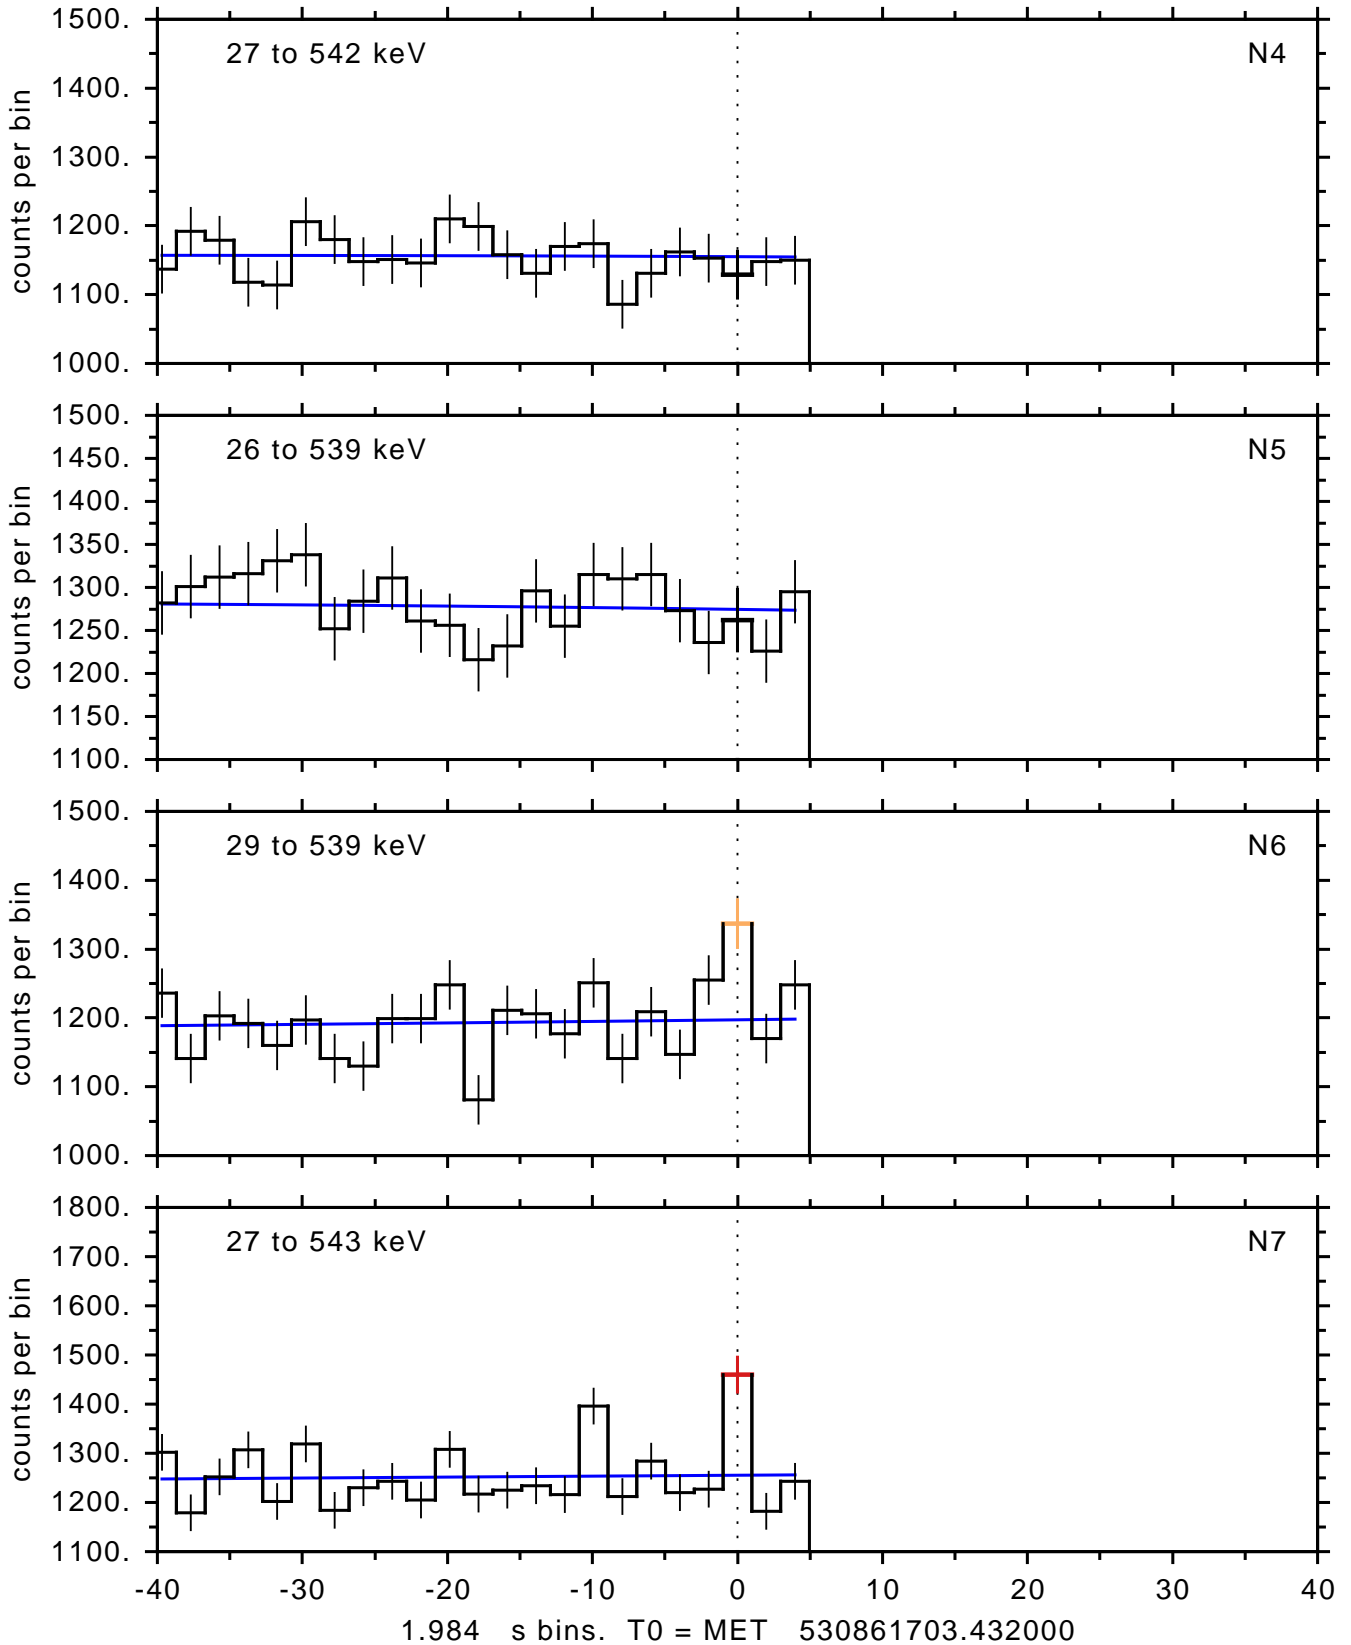 1500.
27 to 542 keV N4
1400.
1300.
1200.
1100.
1000.
counts per bin
1500.
26 to 539 keV N5
1450.
1400.
1350.
1300.
1250.
1200.
1150.
1100.
counts per bin
1500.
29 to 539 keV N6
1400.
1300.
1200.
1100.
1000.
counts per bin
1800.
27 to 543 keV N7
1700.
1600.
1500.
1400.
1300.
1200.
1100.
counts per bin
-40 -30 -20 -10 0 10 20 30 40
1.984 s bins. T0 = MET 530861703.432000